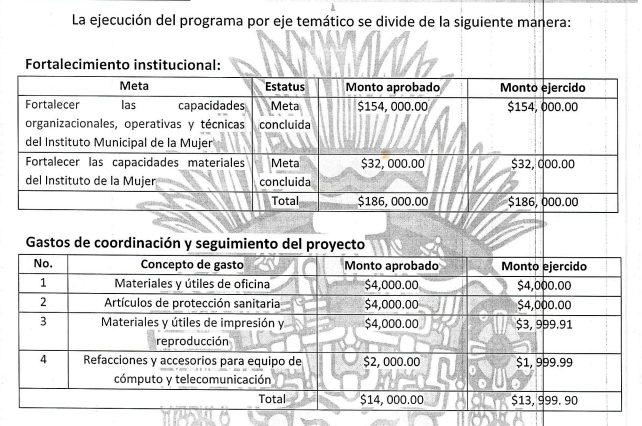 La ejecución del programa por eje temático se divide de la siguiente manera:
Fortalecimiento institucional:
Meta Estatus Monto aprobado Monto ejercido
Fortalecer las capacidades organizacionales, operativas y técnicas del Instituto Municipal de la Mujer Meta concluida $154, 000.00 $154, 000.00
Fortalecer las capacidades materiales del Instituto de la Mujer Meta concluida $32, 000.00 $32, 000.00
Total $186, 000.00 $186, 000.00
Gastos de coordinación y seguimiento del proyecto
No. Concepto de gasto Monto aprobado Monto ejercido
1 Materiales y útiles de oficina $4,000.00 $4,000.00
2 Artículos de protección sanitaria $4,000.00 $4,000.00
3 Materiales y útiles de impresión y reproducción $4,000.00 $3, 999.91
4 Refacciones y accesorios para equipo de cómputo y telecomunicación $2, 000.00 $1, 999.99
Total $14, 000.00 $13, 999. 90